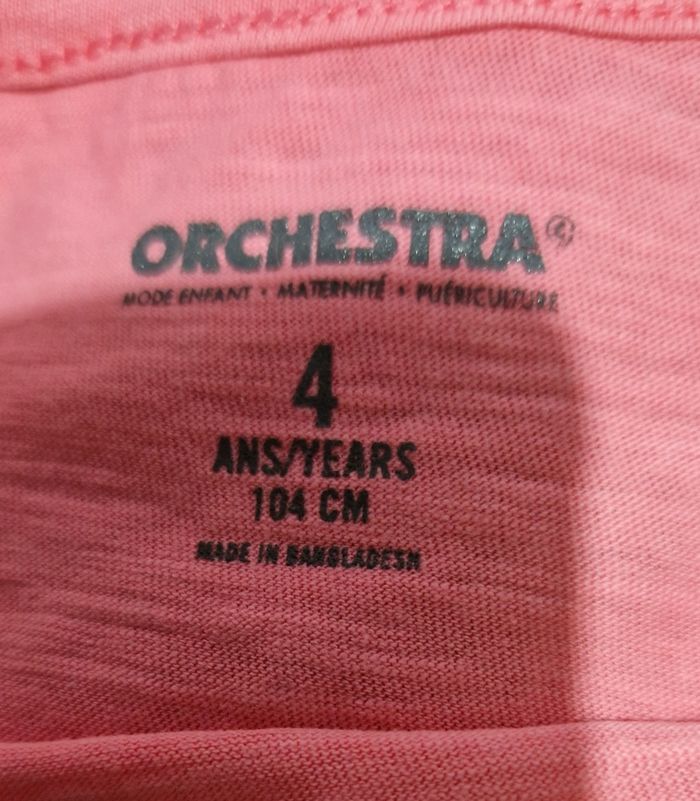 ORCHESTRA
MODE ENFANT • MATERNITÉ • PUÉRICULTURE
4
ANS/YEARS
104 CM
MADE IN BANGLADESH